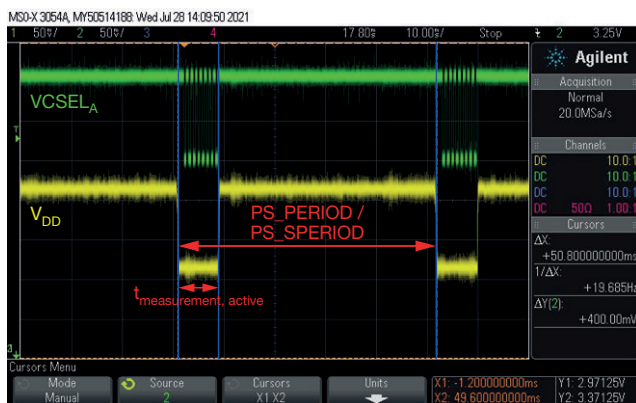 MSO-X 3054A, MY50514188: Wed Jul 28 14:09:50 2021
1 50%/ 2 50%/ 3 4 17.80% 10.00%/ Stop 2 3.25V
Agilent
Acquisition
Normal
20.0MSa/s
Channels
DC 10.0:1
DC 10.0:1
DC 10.0:1
DC 50Ω 1.00:1
Cursors
ΔX:
+50.800000000ms
1/ΔX:
+19.685Hz
ΔY(2):
+400.00mV
VCSELA
VDD
PS_PERIOD /
PS_SPERIOD
tmeasurement, active
Cursors Menu
Mode
Manual
Source
2
Cursors
X1 X2
Units
X1: -1.200000000ms
X2: 49.600000000ms
Y1: 2.97125V
Y2: 3.37125V